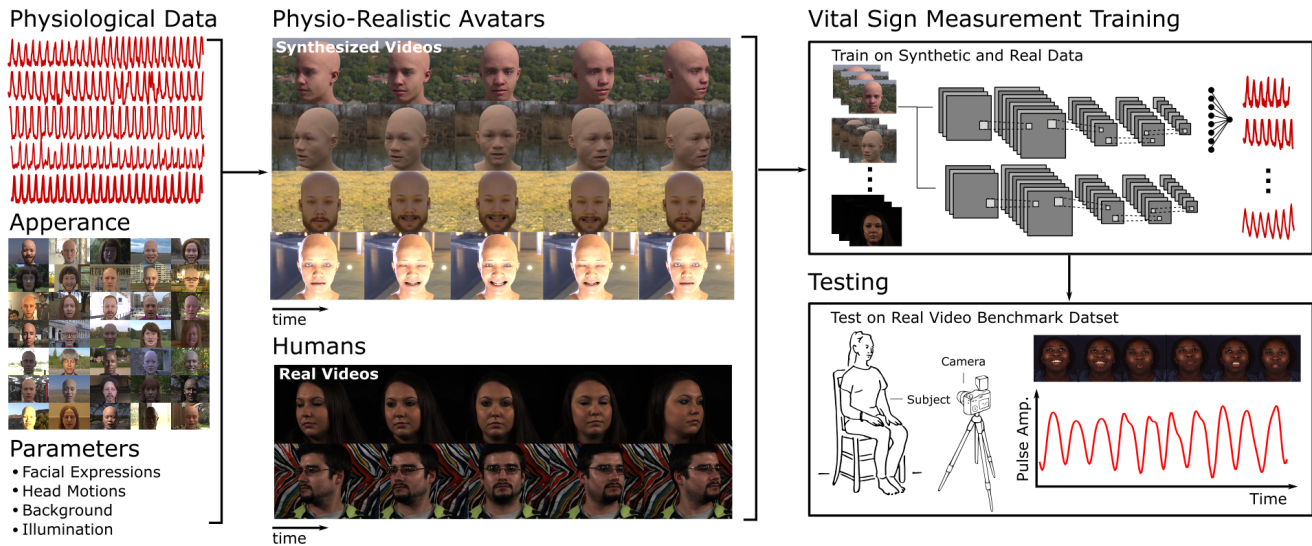 Physiological Data
Apperance
Parameters
• Facial Expressions
• Head Motions
• Background
• Illumination
Physio-Realistic Avatars
Synthesized Videos
time
Humans
Real Videos
time
Vital Sign Measurement Training
Train on Synthetic and Real Data
Testing
Test on Real Video Benchmark Datset
Camera
Subject
Pulse Amp.
Time